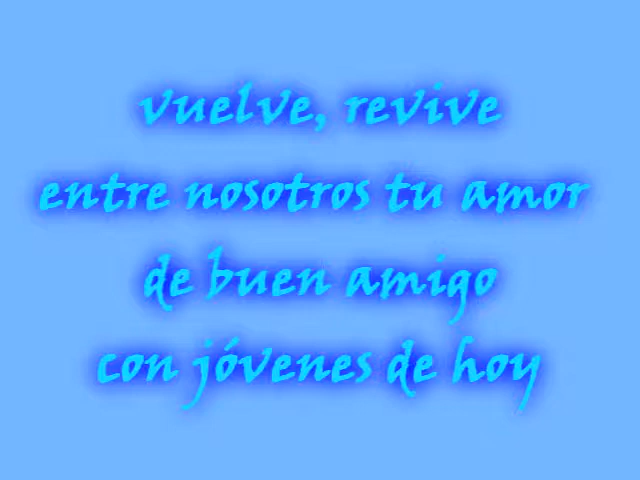 vuelve, revive
entre nosotros tu amor
de buen amigo
con jóvenes de hoy